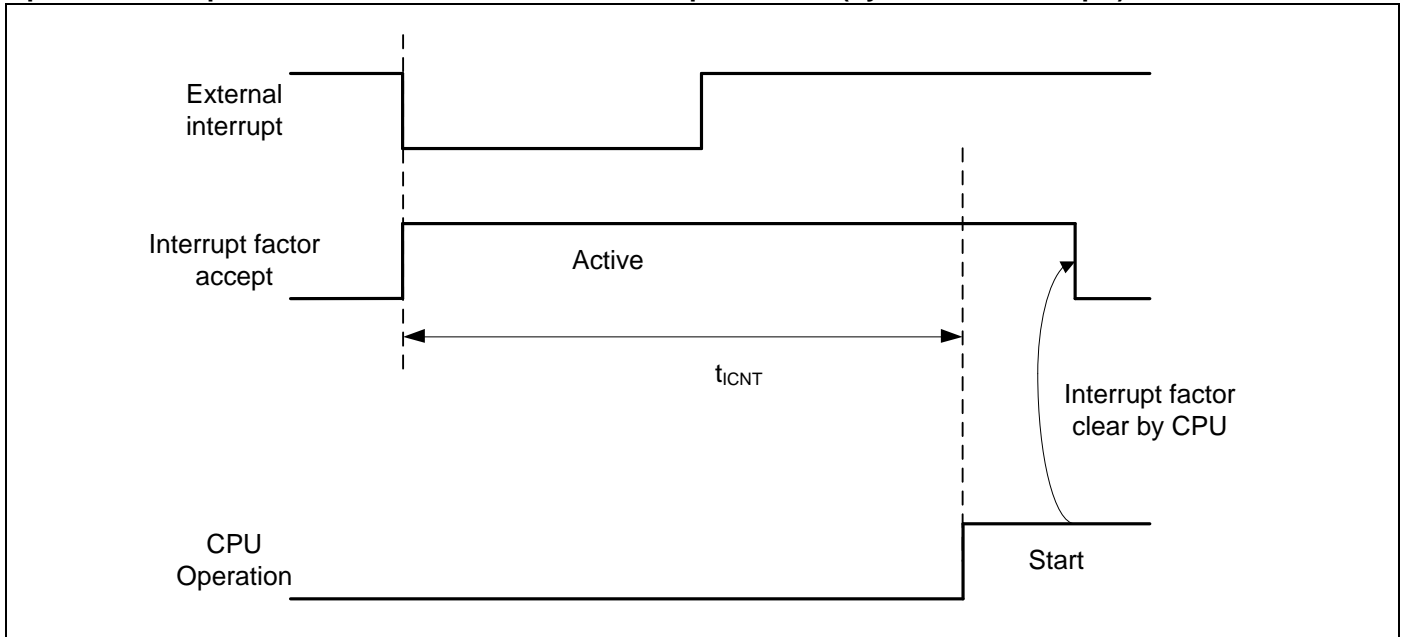 External
interrupt
Interrupt factor
accept
Active
tICNT
Interrupt factor
clear by CPU
CPU
Operation
Start